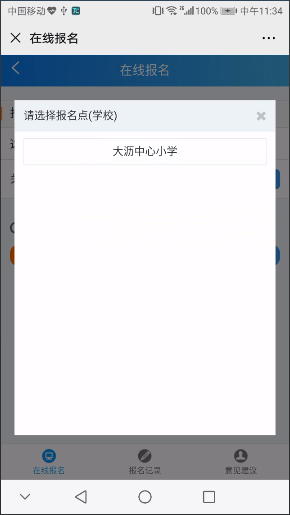 中国移动 100% 中午11:34
在线报名
在线报名
请选择报名点(学校)
大沥中心小学
在线报名 报名记录 意见建议